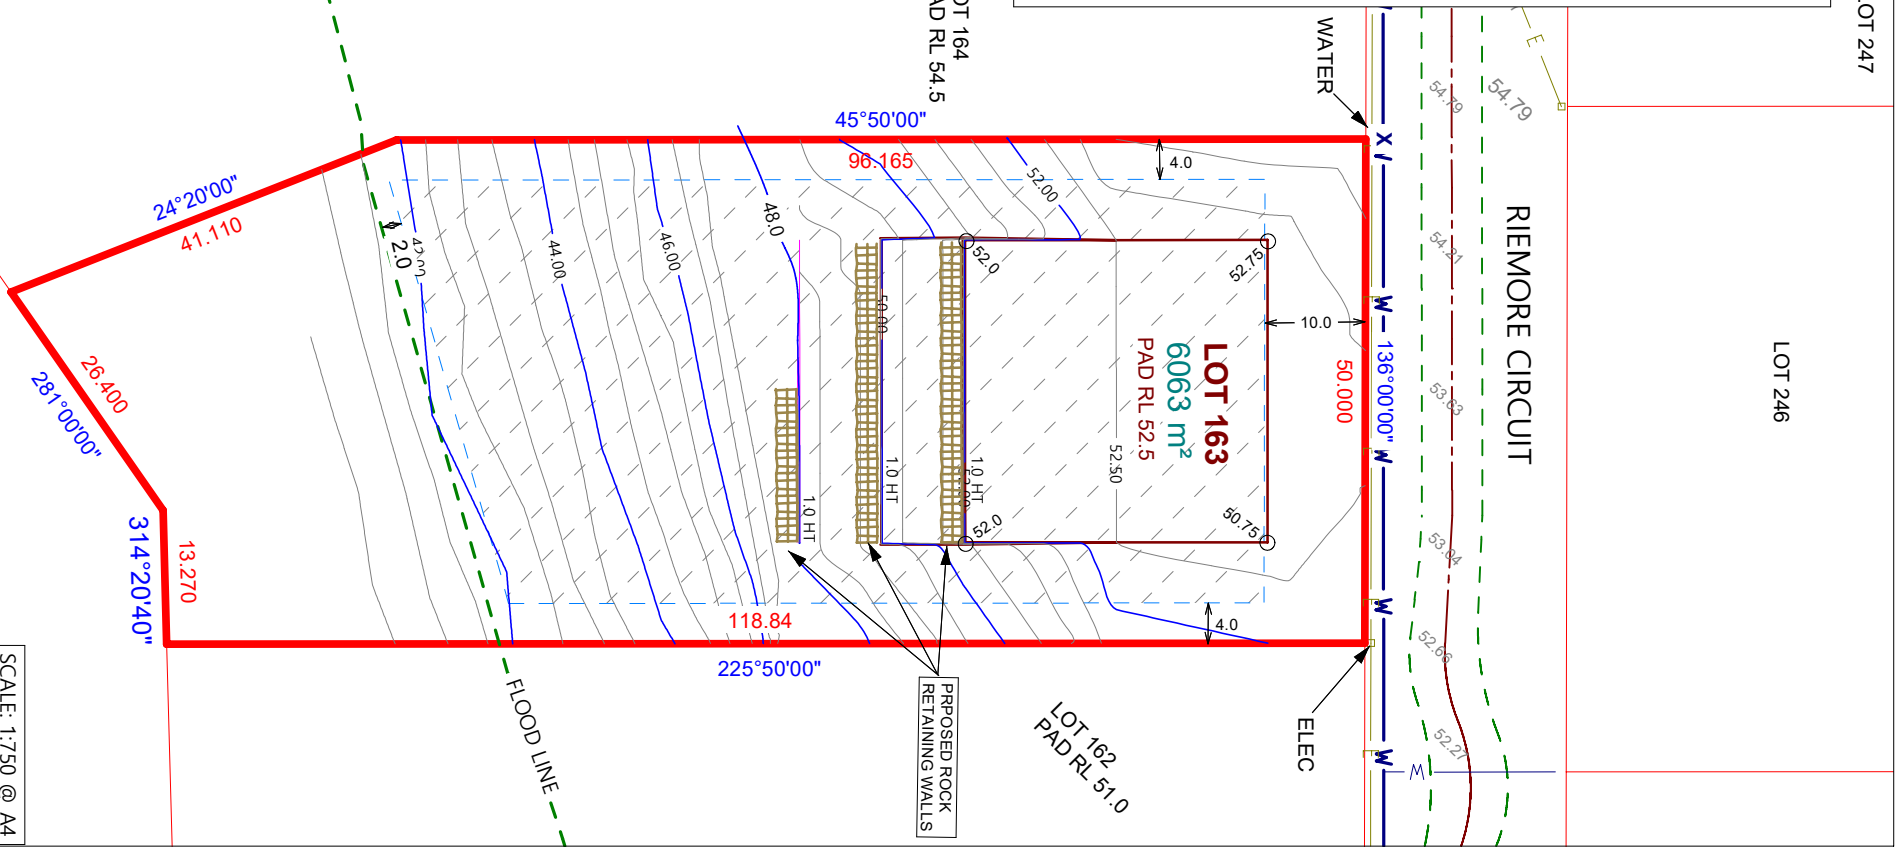 LOT 247
LOT 246
RIEMORE CIRCUIT
54.79
54.79
54.21
53.63
53.04
52.66
52.27
E
WATER
X
W
W
W
W
W
W
136°00'00"
50.000
10.0
ELEC
LOT 163
6063 m²
PAD RL 52.5
52.75
50.75
52.0
52.0
52.50
52.00
4.0
4.0
45°50'00"
96.165
PAD RL 54.5
48.0
46.00
44.00
42.00
50.00
1.0 HT
1.0 HT
1.0 HT
2.0
24°20'00"
41.110
26.400
281°00'00"
13.270
314°20'40"
118.84
225°50'00"
PRPOSED ROCK
RETAINING WALLS
LOT 162
PAD RL 51.0
FLOOD LINE
SCALE: 1:750 @ A4